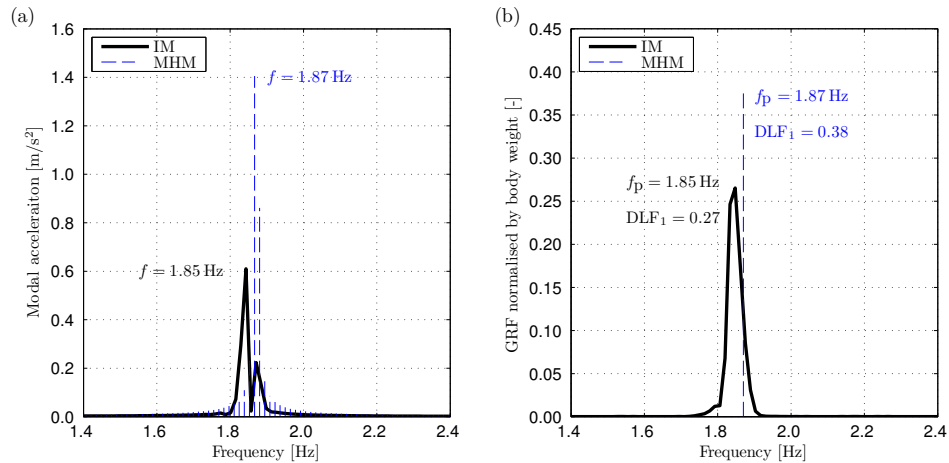 (a)
1.6
1.4
1.2
1.0
0.8
0.6
0.4
0.2
0.0
Modal acceleraiton [m/s²]
IM
MHM
f = 1.87 Hz
f = 1.85 Hz
1.4 1.6 1.8 2.0 2.2 2.4
Frequency [Hz]
(b)
0.45
0.40
0.35
0.30
0.25
0.20
0.15
0.10
0.05
0.00
GRF normalised by body weight [-]
IM
MHM
fp = 1.87 Hz
DLF₁ = 0.38
fp = 1.85 Hz
DLF₁ = 0.27
1.4 1.6 1.8 2.0 2.2 2.4
Frequency [Hz]